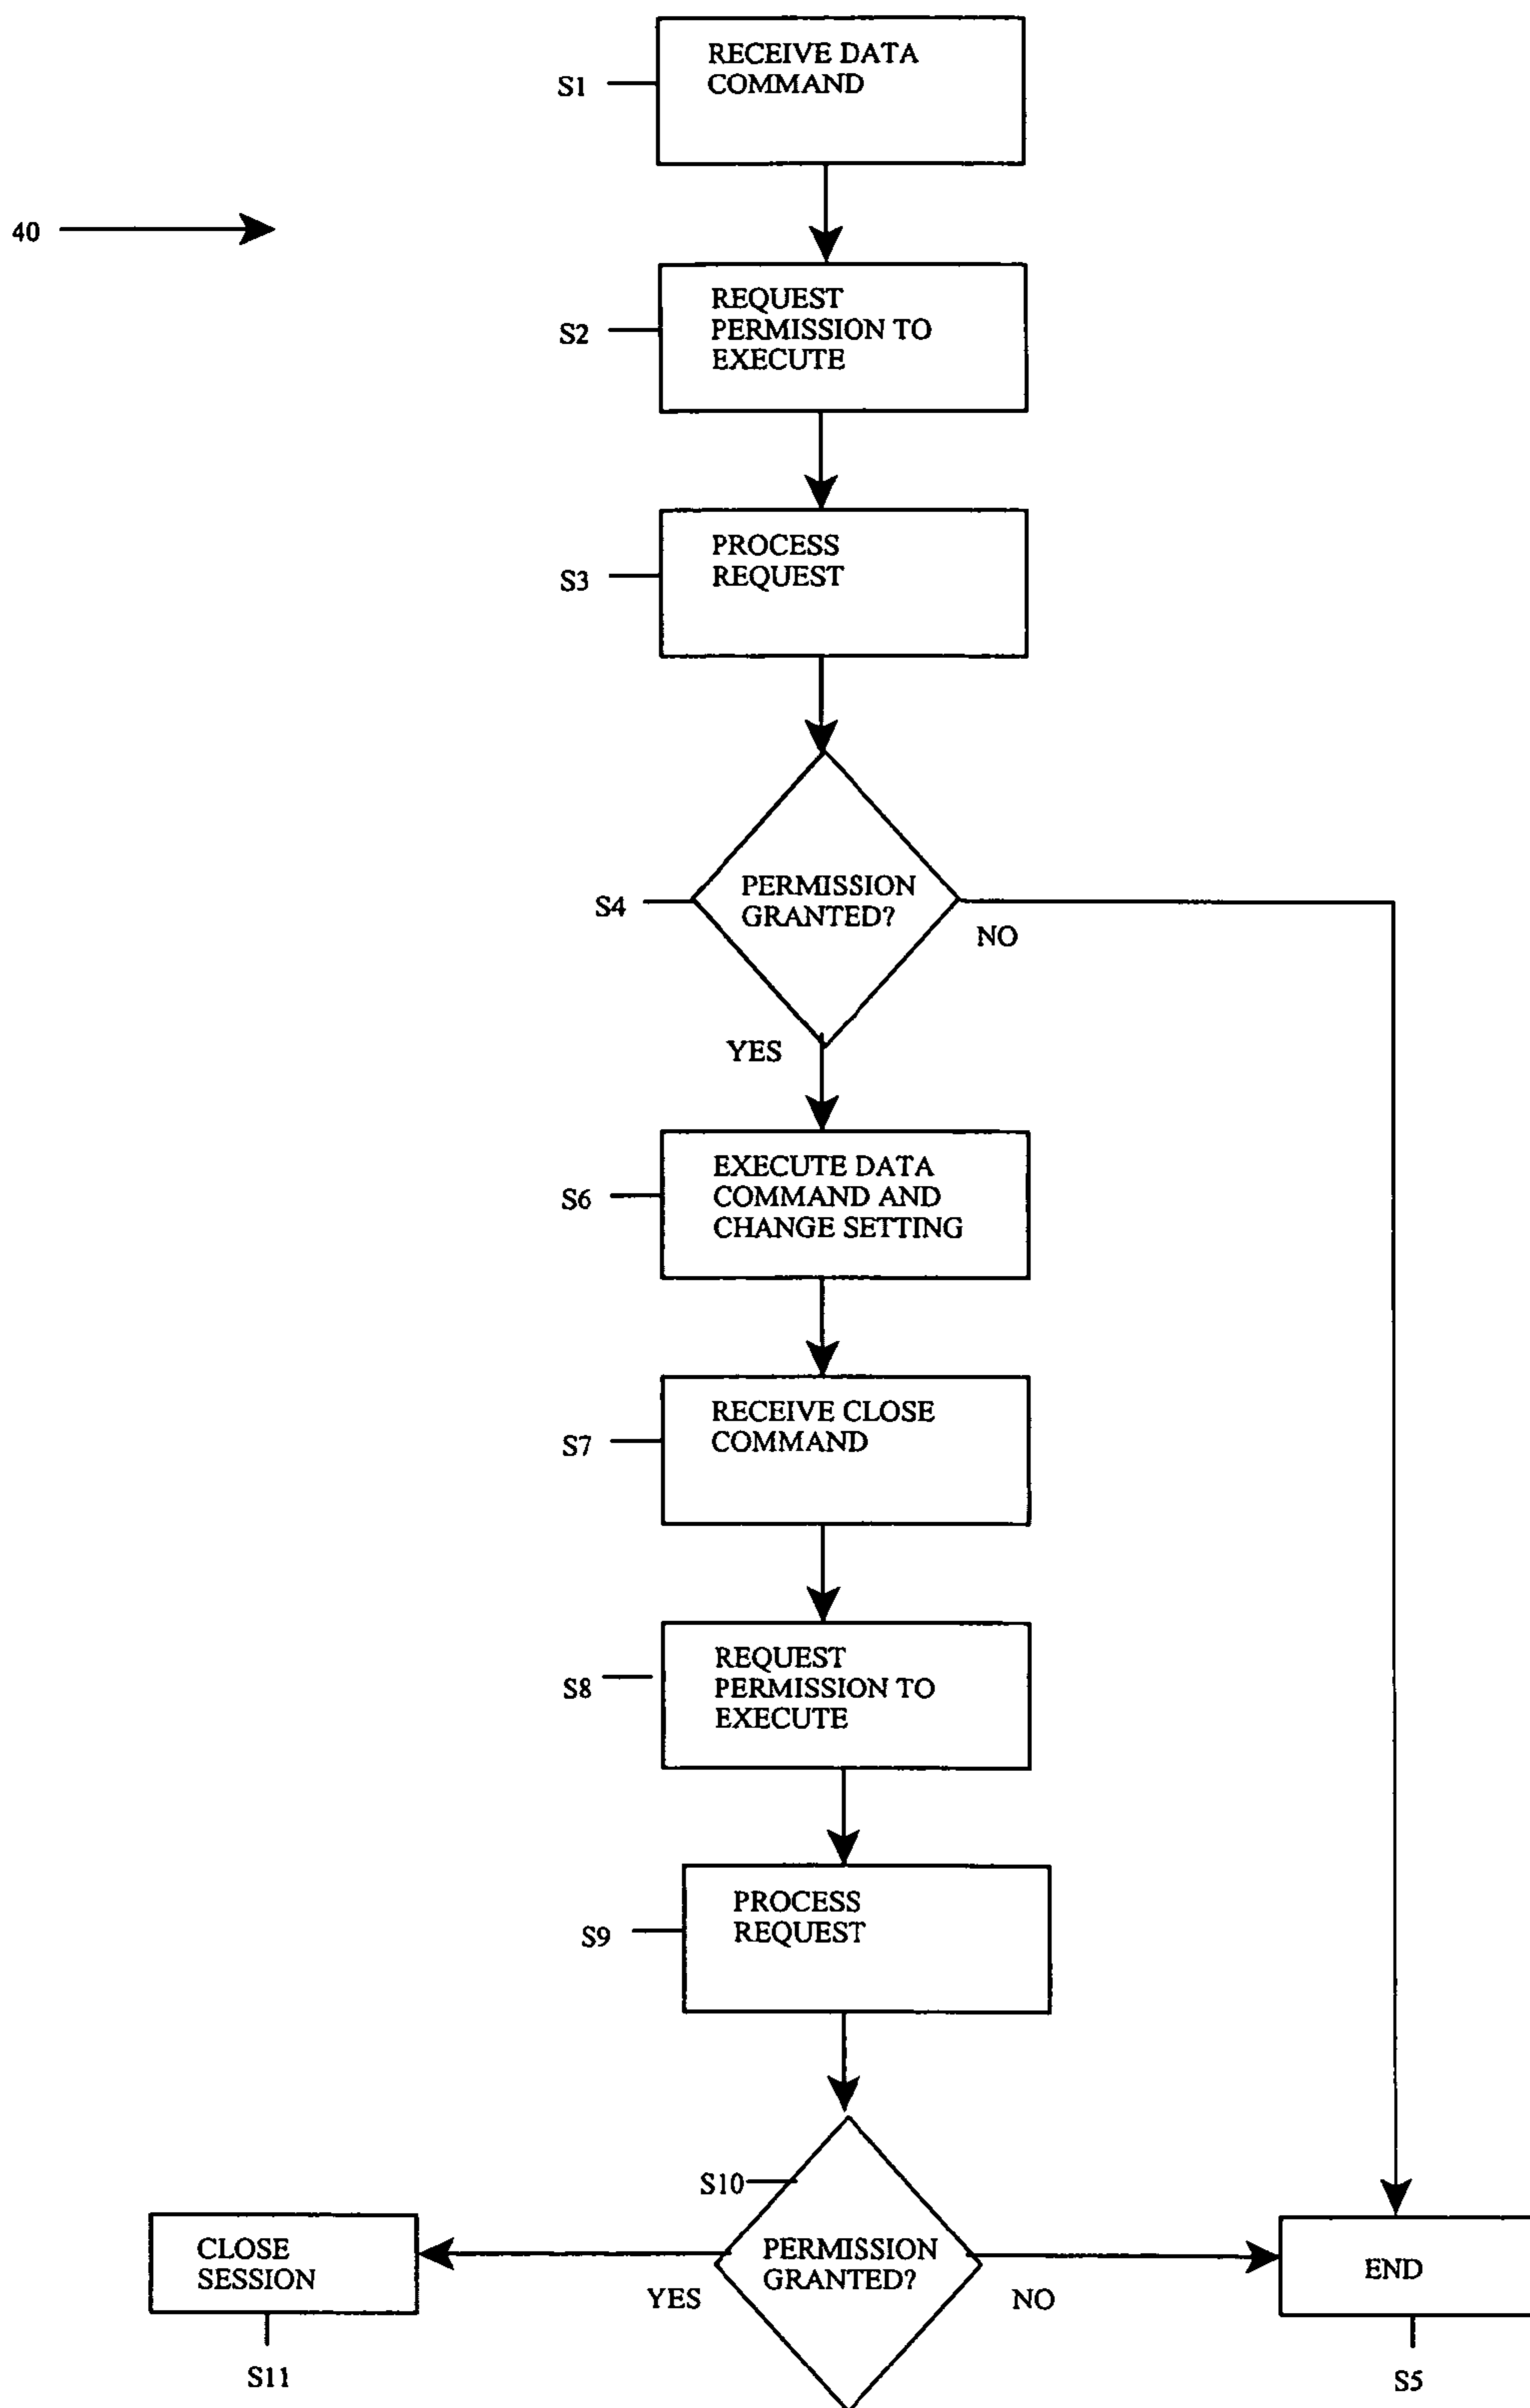 RECEIVE DATA
COMMAND
S1
40
REQUEST
PERMISSION TO
EXECUTE
S2
PROCESS
REQUEST
S3
PERMISSION
GRANTED?
S4
NO
YES
EXECUTE DATA
COMMAND AND
CHANGE SETTING
S6
RECEIVE CLOSE
COMMAND
S7
REQUEST
PERMISSION TO
EXECUTE
S8
PROCESS
REQUEST
S9
S10
PERMISSION
GRANTED?
YES
NO
CLOSE
SESSION
S11
END
S5